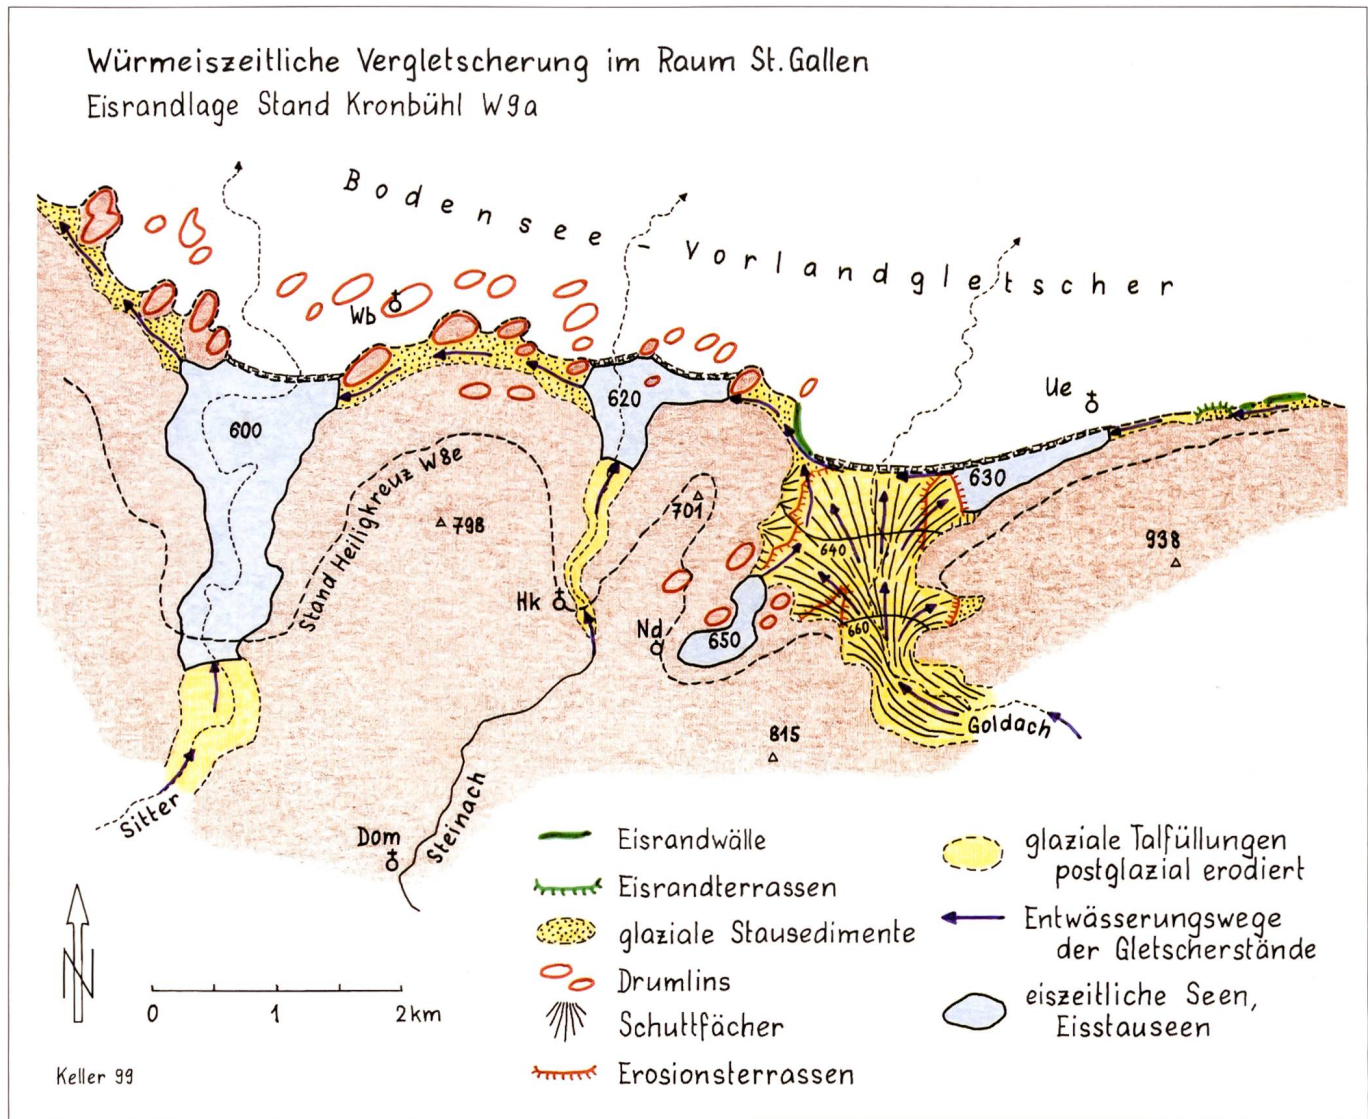 Würmeiszeitliche Vergletscherung im Raum St. Gallen
Eisrandlage Stand Kronbühl W9a
Bodensee - Vorlandgletscher
Wb
Ue
600
620
630
Stand Heiligkreuz W8e
798
701
640
938
Hk
Nd
650
660
815
Goldach
Sitter
Steinach
Dom
Eisrandwälle
Eisrandterrassen
glaziale Stausedimente
Drumlins
Schuttfächer
Erosionsterrassen
glaziale Talfüllungen
postglazial erodiert
Entwässerungswege
der Gletscherstände
eiszeitliche Seen,
Eisstauseen
N
0 1 2 km
Keller 99